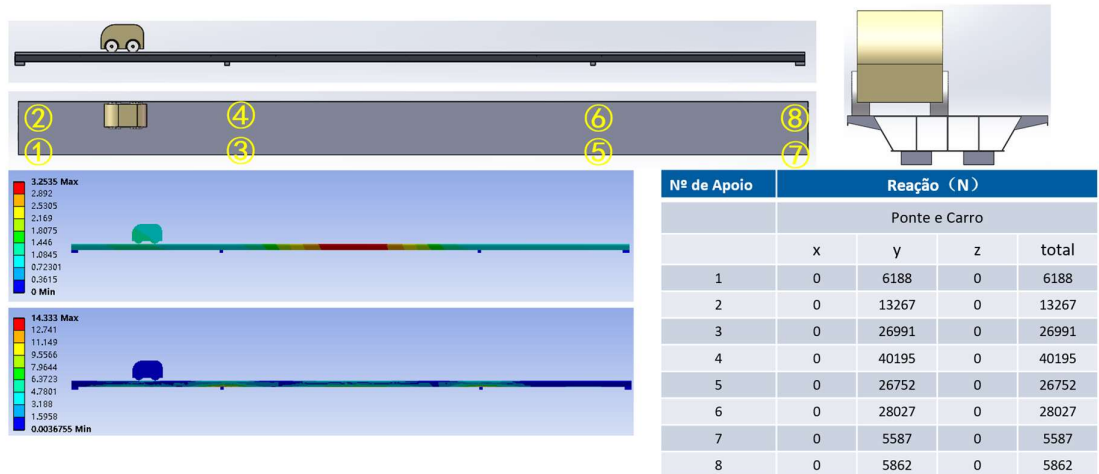 ② ④ ⑥ ⑧
① ③ ⑤ ⑦
3.2535 Max
2.892
2.5305
2.169
1.8075
1.446
1.0845
0.72301
0.3615
0 Min
14.333 Max
12.741
11.149
9.5566
7.9644
6.3723
4.7801
3.188
1.5958
0.0036755 Min
Nº de Apoio Reação（N）
Ponte e Carro
x y z total
1 0 6188 0 6188
2 0 13267 0 13267
3 0 26991 0 26991
4 0 40195 0 40195
5 0 26752 0 26752
6 0 28027 0 28027
7 0 5587 0 5587
8 0 5862 0 5862